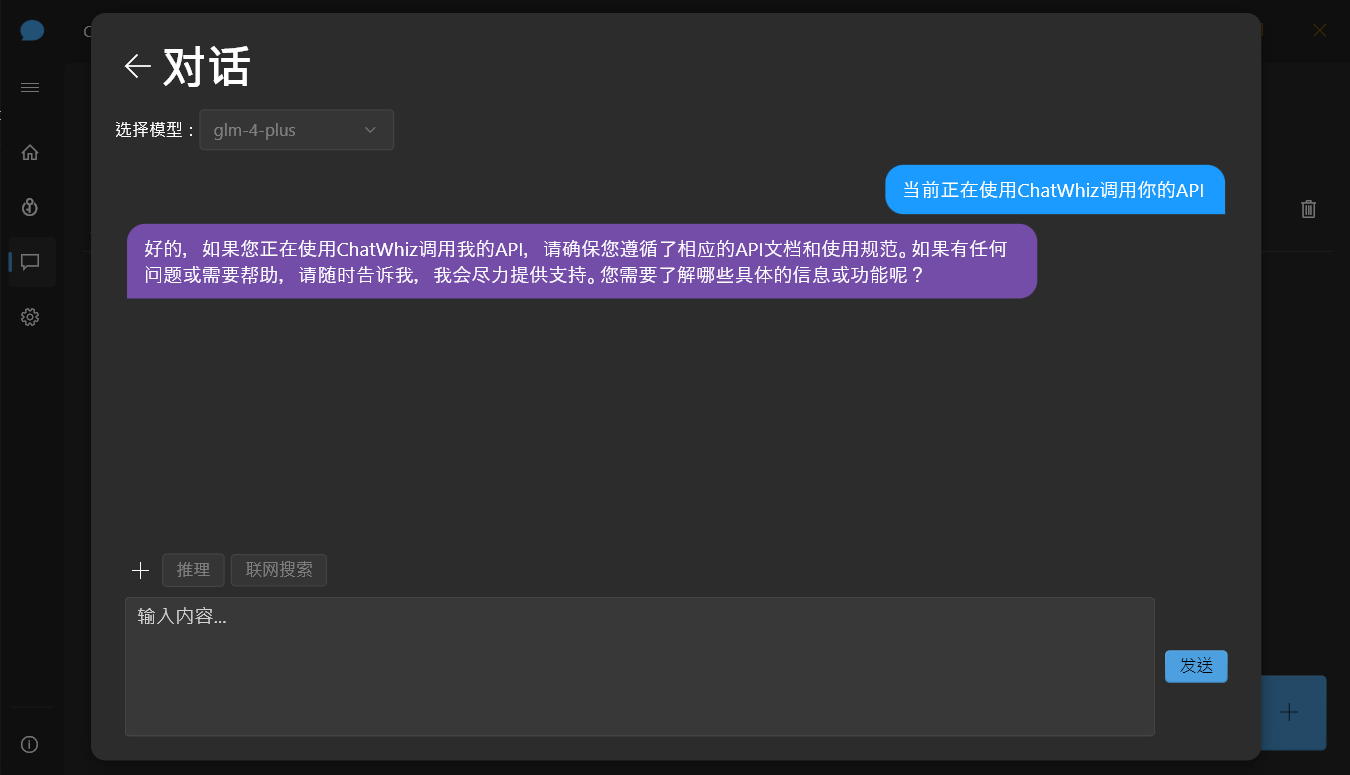 对话
选择模型：
glm-4-plus
当前正在使用ChatWhiz调用你的API
好的，如果您正在使用ChatWhiz调用我的API，请确保您遵循了相应的API文档和使用规范。如果有任何
问题或需要帮助，请随时告诉我，我会尽力提供支持。您需要了解哪些具体的信息或功能呢？
推理
联网搜索
输入内容...
发送